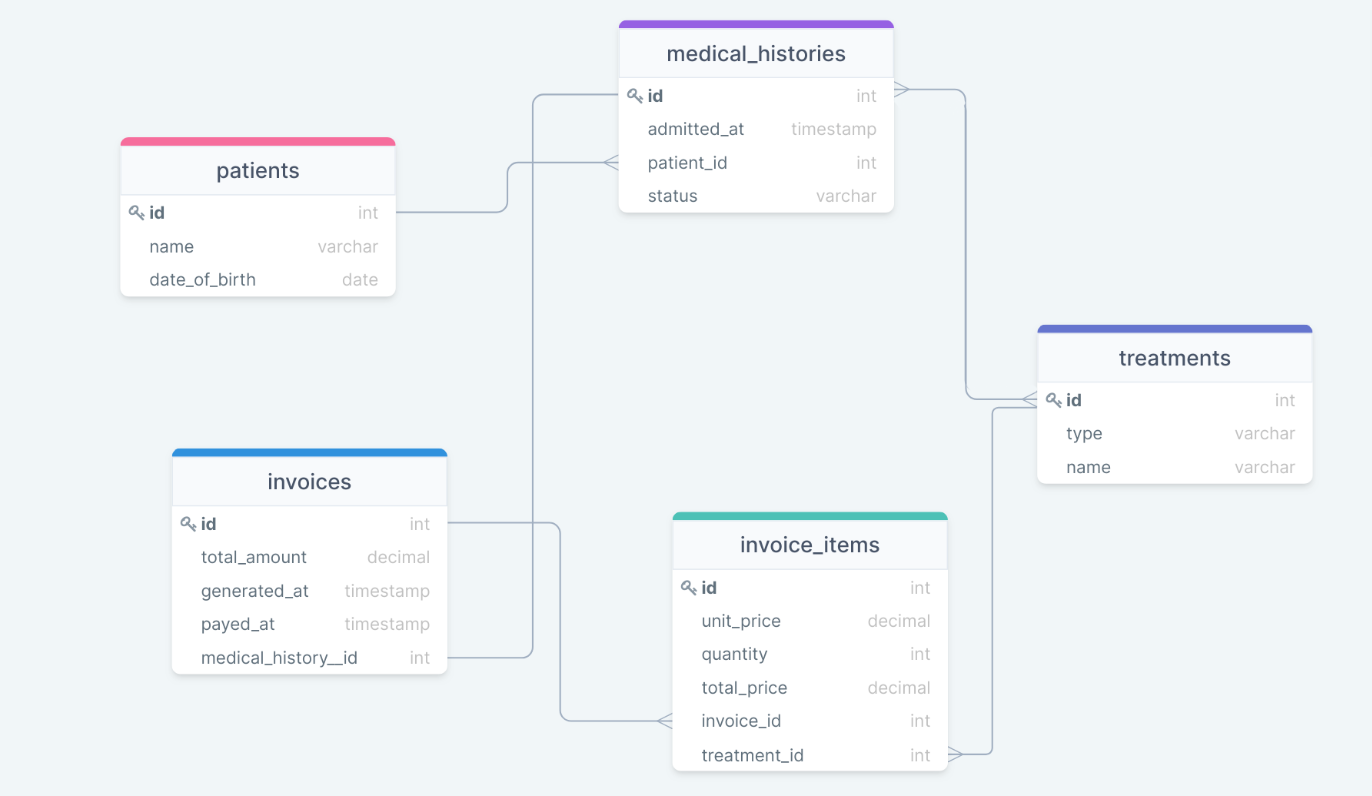 medical_histories
id int
admitted_at timestamp
patient_id int
status varchar
patients
id int
name varchar
date_of_birth date
treatments
id int
type varchar
name varchar
invoices
id int
total_amount decimal
generated_at timestamp
payed_at timestamp
medical_history__id int
invoice_items
id int
unit_price decimal
quantity int
total_price decimal
invoice_id int
treatment_id int